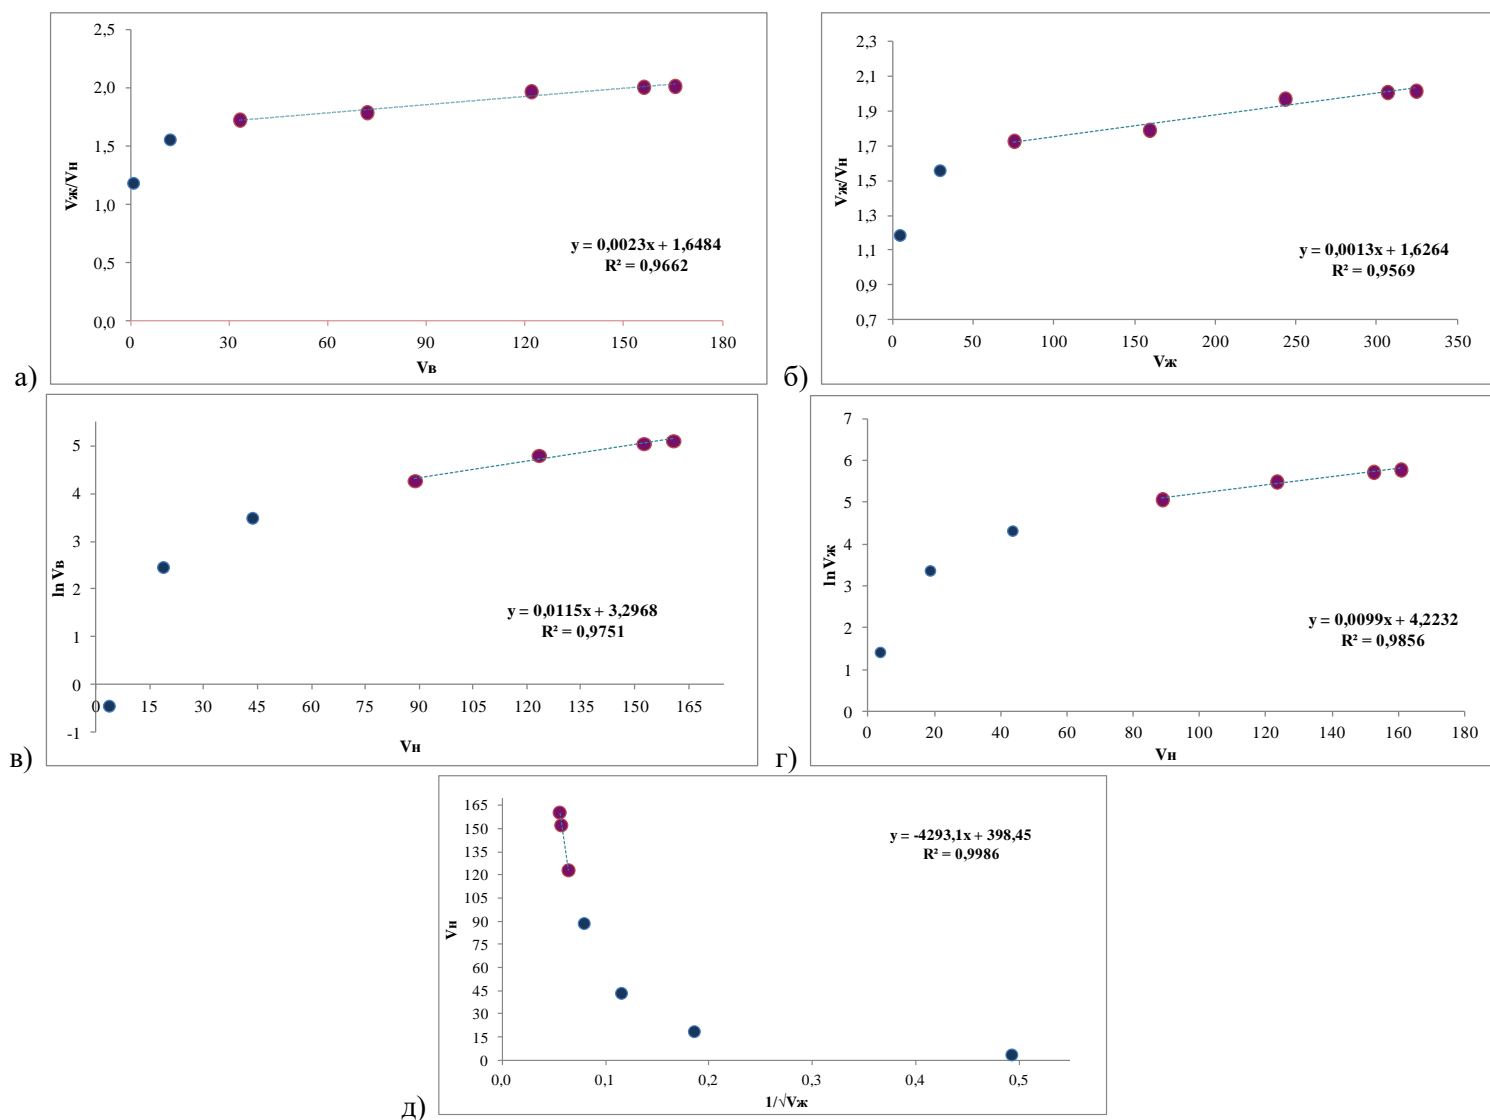 2,5
2,0
1,5
1,0
0,5
0,0
0 30 60 90 120 150 180
Vж/Vн
Vв
y = 0,0023x + 1,6484
R² = 0,9662
а)
2,3
2,1
1,9
1,7
1,5
1,3
1,1
0,9
0,7
0 50 100 150 200 250 300 350
Vж/Vн
Vж
y = 0,0013x + 1,6264
R² = 0,9569
б)
5
4
3
2
1
0
-1
0 15 30 45 60 75 90 105 120 135 150 165
ln Vв
Vн
y = 0,0115x + 3,2968
R² = 0,9751
в)
7
6
5
4
3
2
1
0
0 20 40 60 80 100 120 140 160 180
ln Vж
Vн
y = 0,0099x + 4,2232
R² = 0,9856
г)
165
150
135
120
105
90
75
60
45
30
15
0
0,0 0,1 0,2 0,3 0,4 0,5
Vн
1/√Vж
y = -4293,1x + 398,45
R² = 0,9986
д)